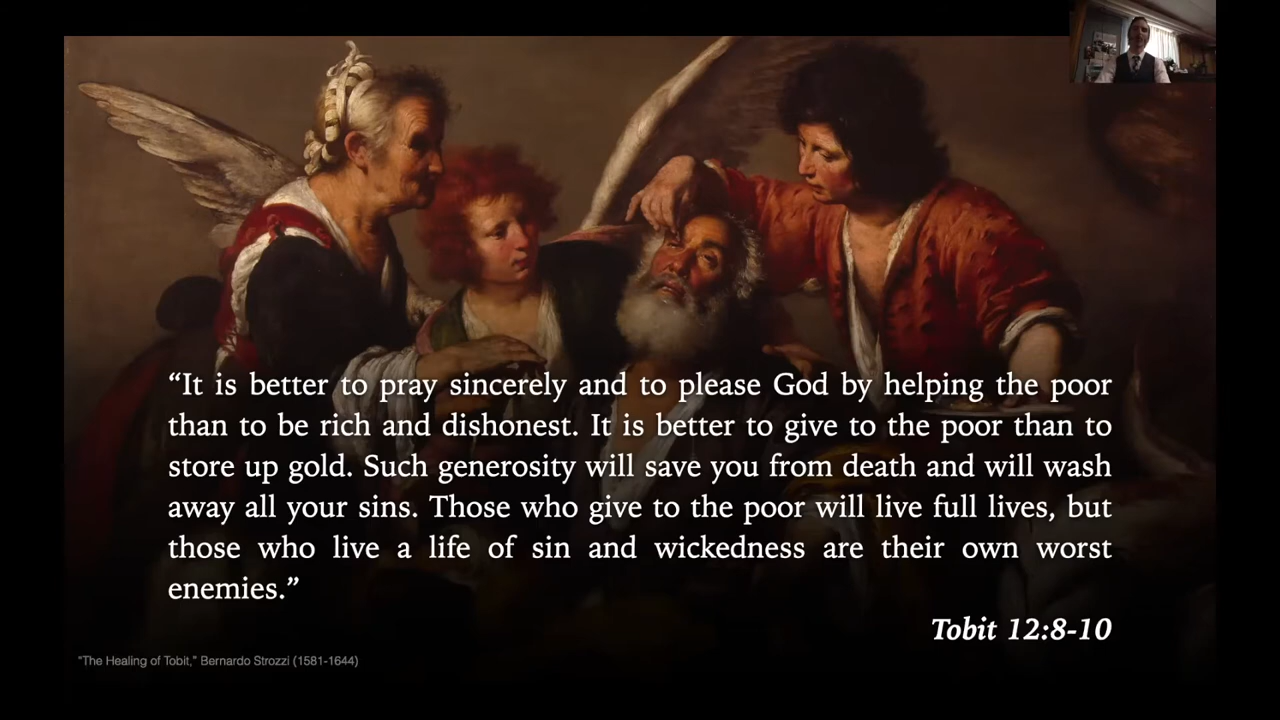 “It is better to pray sincerely and to please God by helping the poor
than to be rich and dishonest. It is better to give to the poor than to
store up gold. Such generosity will save you from death and will wash
away all your sins. Those who give to the poor will live full lives, but
those who live a life of sin and wickedness are their own worst
enemies.”
Tobit 12:8-10
“The Healing of Tobit,” Bernardo Strozzi (1581-1644)